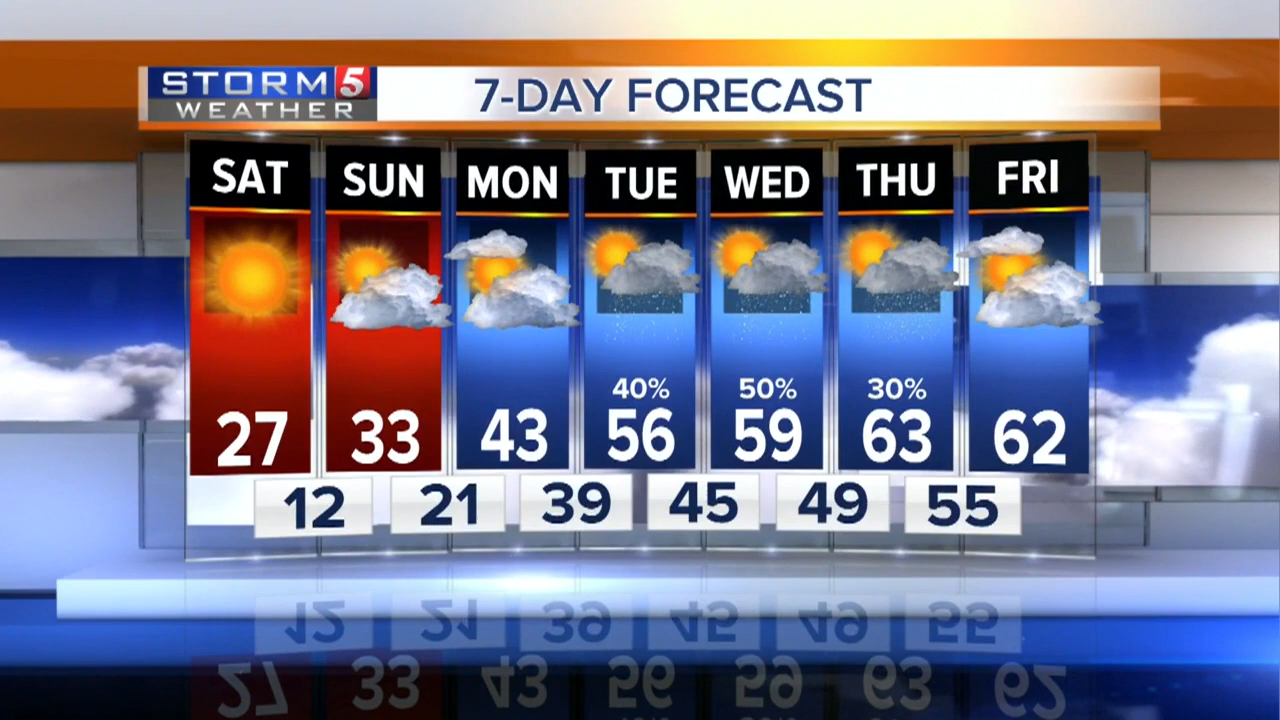 STORM 5
WEATHER
7-DAY FORECAST
SAT SUN MON TUE WED THU FRI
40% 50% 30%
27 33 43 56 59 63 62
12 21 39 45 49 55